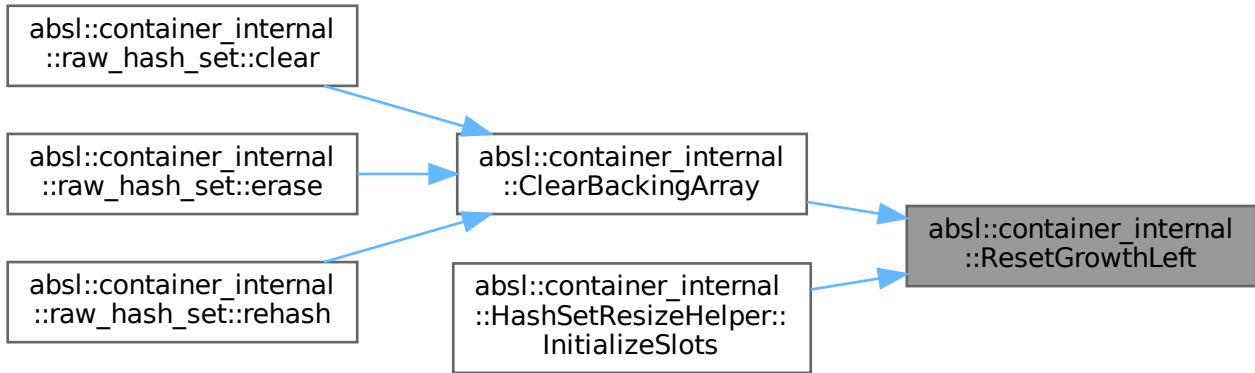 absl::container_internal
::raw_hash_set::clear
absl::container_internal
::raw_hash_set::erase
absl::container_internal
::raw_hash_set::rehash
absl::container_internal
::ClearBackingArray
absl::container_internal
::HashSetResizeHelper::
InitializeSlots
absl::container_internal
::ResetGrowthLeft